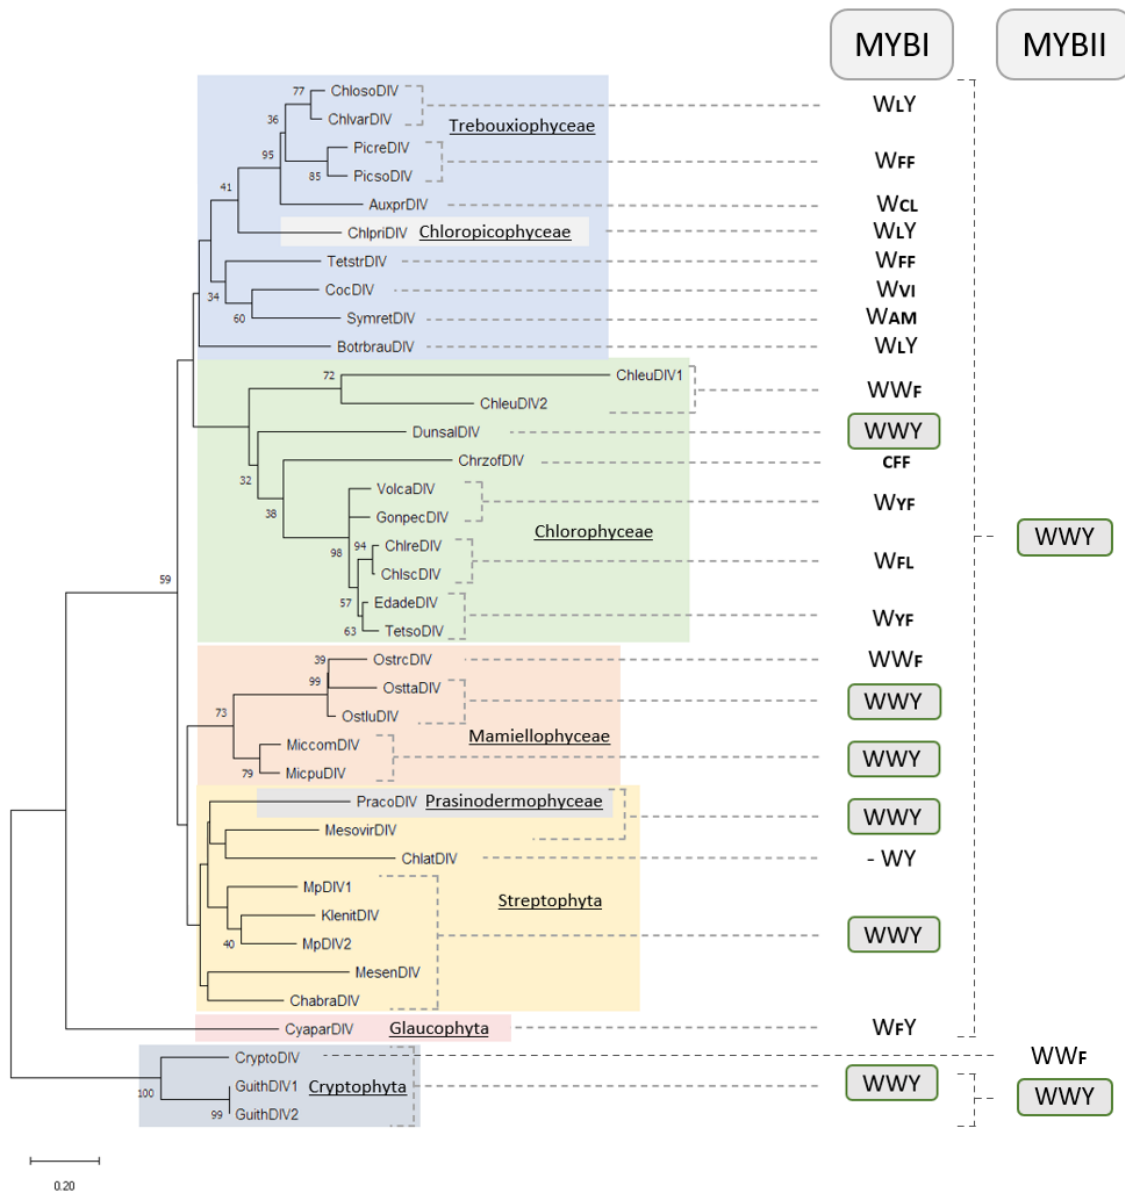 MYBI MYBII
77 ChlosoDIV
WLY
36 ChlvarDIV Trebouxiophyceae
PicreDIV
95 WFF
85 PicsoDIV
41 AuxprDIV WCL
ChlpriDIV Chloropicophyceae WLY
TetstrDIV WFF
34 CocDIV WVI
60 SymretDIV WAM
BotrbrauDIV WLY
72 ChleuDIV1
WWF
ChleuDIV2
DunsalDIV WWY
ChrzofDIV CFF
32 VolcaDIV
WYF
38 GonpecDIV
Chlorophyceae WWY
98 94 ChlreDIV
WFL
ChlscDIV
59 57 EdadeDIV
WYF
63 TetsoDIV
39 OstrcDIV WWF
99 OsttaDIV
WWY
73 OstluDIV
Mamiellophyceae
MiccomDIV
WWY
79 MicpuDIV
PracoDIV Prasinodermophyceae
WWY
MesovirDIV
ChlatDIV - WY
MpDIV1
Streptophyta
KlenitDIV
WWY
40 MpDIV2
MesenDIV
ChabraDIV
CyaparDIV Glaucophyta WFY
CryptoDIV WWF
100 GuithDIV1 Cryptophyta WWY
WWY
99 GuithDIV2
0.20